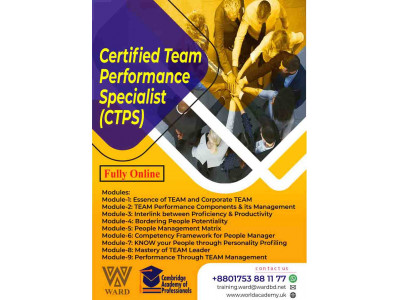 Certified Team
Performance
Specialist
(CTPS)
Fully Online
Modules:
Module-1: Essence of TEAM and Corporate TEAM
Module-2: TEAM Performance Components & its Management
Module-3: Interlink between Proficiency & Productivity
Module-4: Bordering People Potentiality
Module-5: People Management Matrix
Module-6: Competency Framework for People Manager
Module-7: KNOW your People through Personality Profiling
Module-8: Mastery of TEAM Leader
Module-9: Performance Through TEAM Management
WARD
Cambridge
Academy of
Professionals
contact us
+8801753 88 11 77
training.ward@wardbd.net
www.worldacademy.uk